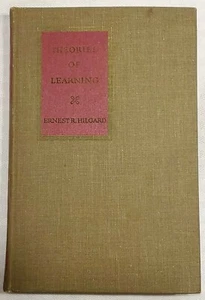 THEORIES
OF
LEARNING
ERNEST R. HILGARD